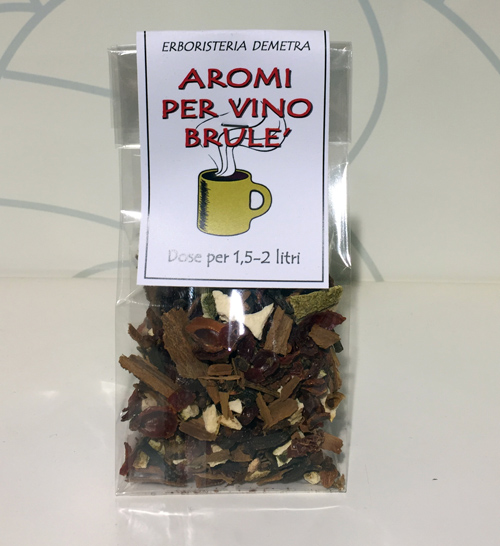 ERBORISTERIA DEMETRA
AROMI
PER VINO
BRULE'
Dose per 1,5-2 litri